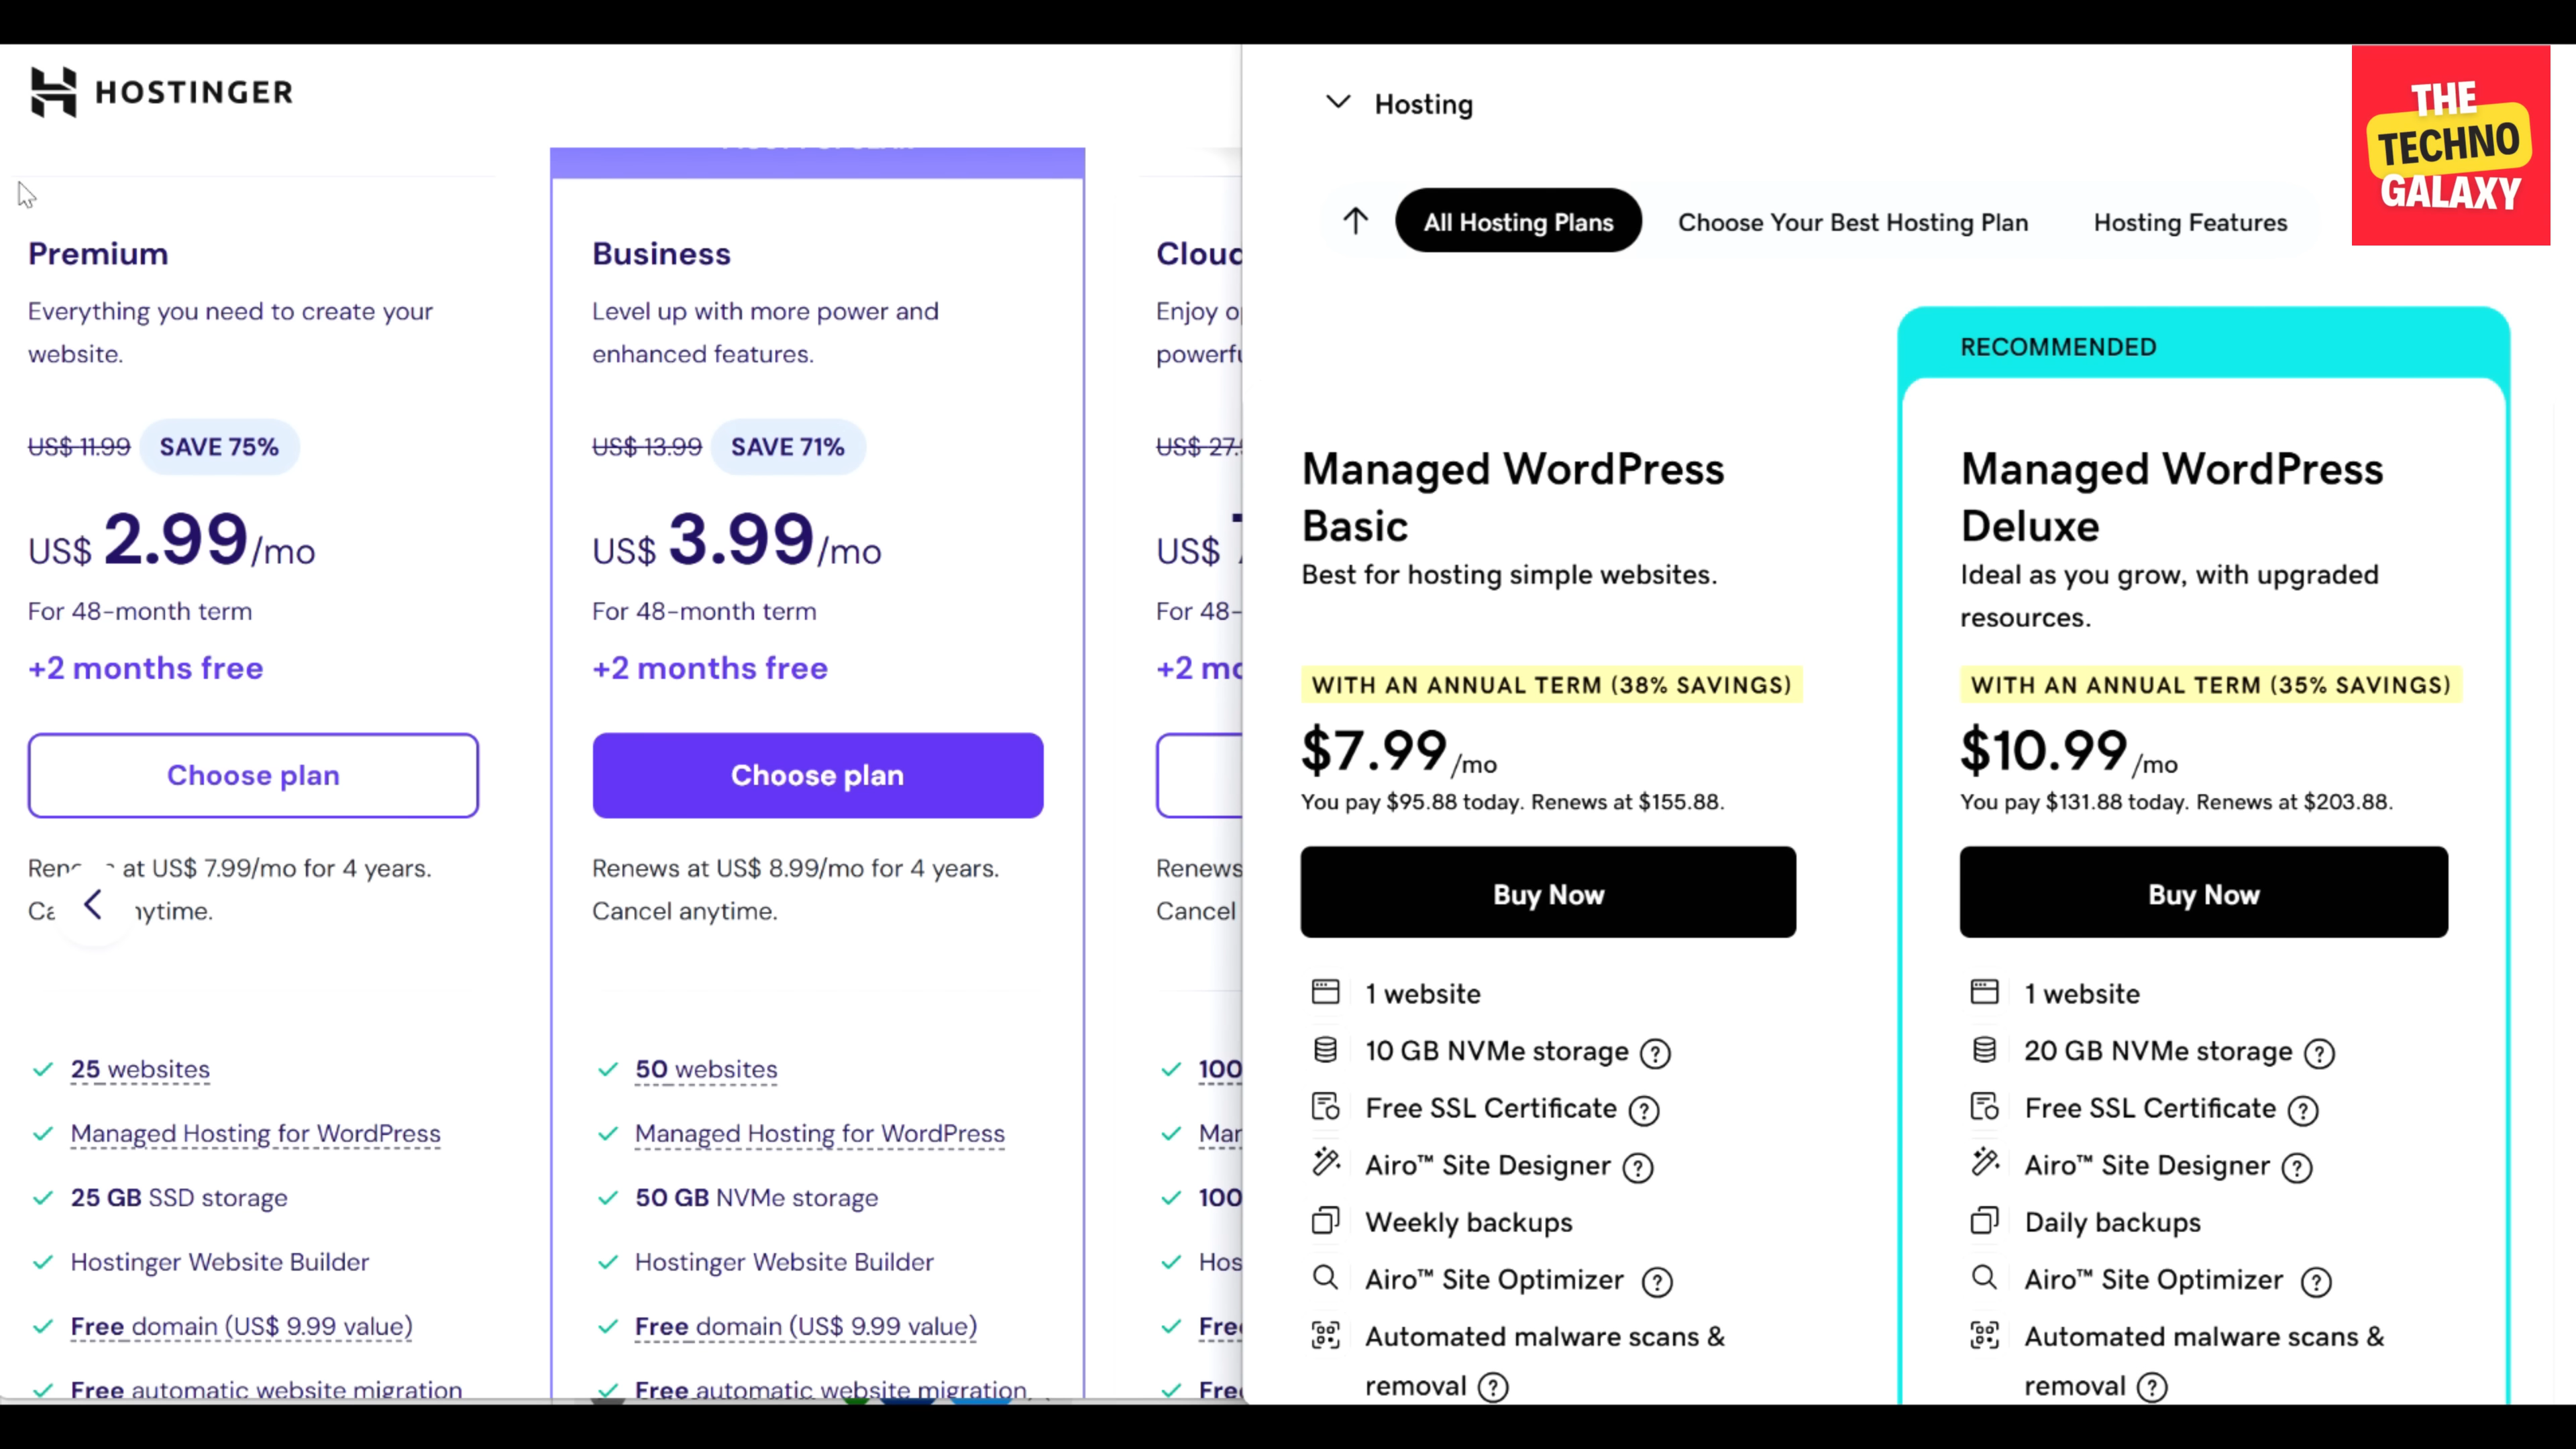 HOSTINGER
Premium
Everything you need to create your
website.
US$ 11.99 SAVE 75%
US$ 2.99/mo
For 48-month term
+2 months free
Choose plan
at US$ 7.99/mo for 4 years.
25 websites
Managed Hosting for WordPress
25 GB SSD storage
Hostinger Website Builder
Free domain (US$ 9.99 value)
Free automatic website migration
Business
Level up with more power and
enhanced features.
US$ 13.99 SAVE 71%
US$ 3.99/mo
For 48-month term
+2 months free
Choose plan
Renews at US$ 8.99/mo for 4 years.
Cancel anytime.
50 websites
Managed Hosting for WordPress
50 GB NVMe storage
Hostinger Website Builder
Free domain (US$ 9.99 value)
Free automatic website migration
Enjoy
US$ 27.
US$
For 48-
+2
Renews
Cancel
100
100
Hosting
All Hosting Plans
Choose Your Best Hosting Plan
Hosting Features
THE
TECHNO
GALAXY
Managed WordPress
Basic
Best for hosting simple websites.
WITH AN ANNUAL TERM (38% SAVINGS)
$7.99/mo
You pay $95.88 today. Renews at $155.88.
Buy Now
1 website
10 GB NVMe storage ?
Free SSL Certificate ?
Airo™ Site Designer ?
Weekly backups
Airo™ Site Optimizer ?
Automated malware scans &
removal ?
RECOMMENDED
Managed WordPress
Deluxe
Ideal as you grow, with upgraded
resources.
WITH AN ANNUAL TERM (35% SAVINGS)
$10.99/mo
You pay $131.88 today. Renews at $203.88.
Buy Now
1 website
20 GB NVMe storage ?
Free SSL Certificate ?
Airo™ Site Designer ?
Daily backups
Airo™ Site Optimizer ?
Automated malware scans &
removal ?